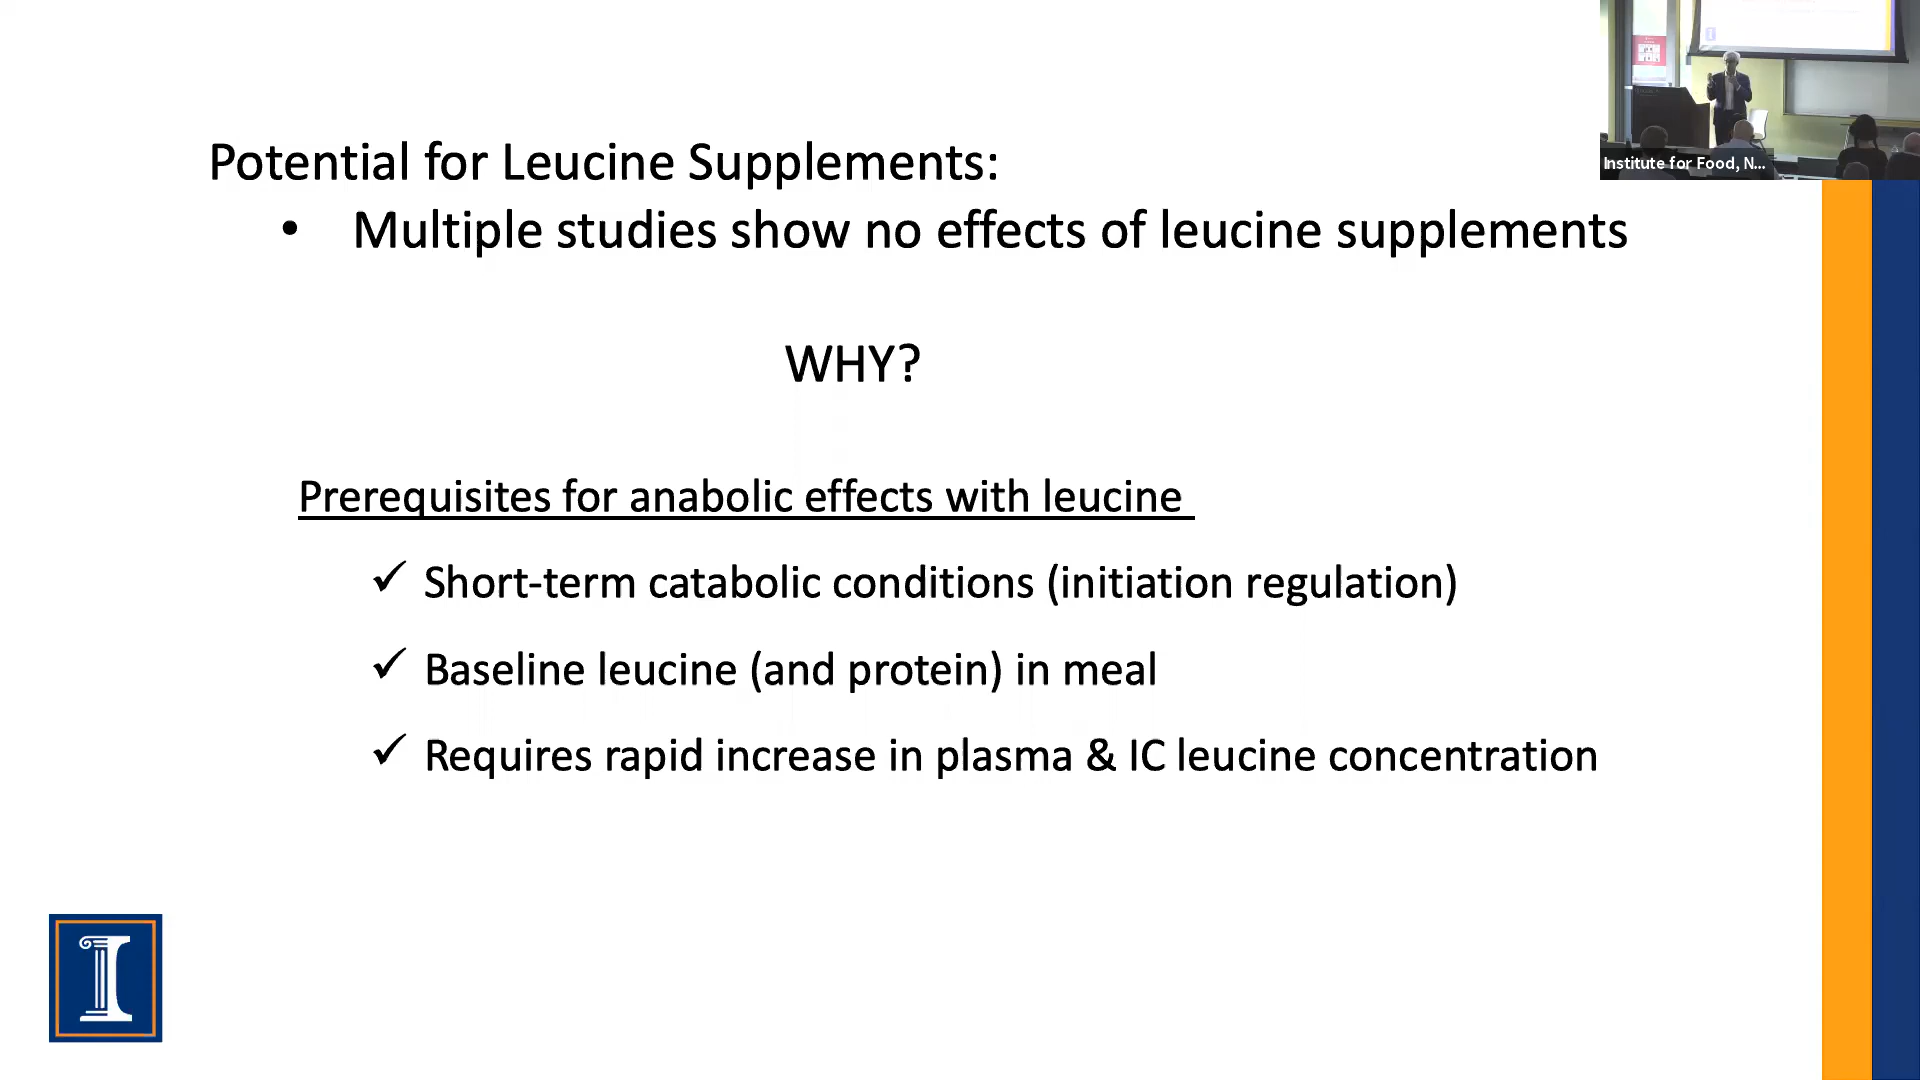 Potential for Leucine Supplements:
• Multiple studies show no effects of leucine supplements
WHY?
Prerequisites for anabolic effects with leucine
✓ Short-term catabolic conditions (initiation regulation)
✓ Baseline leucine (and protein) in meal
✓ Requires rapid increase in plasma & IC leucine concentration
Institute for Food, N...
I